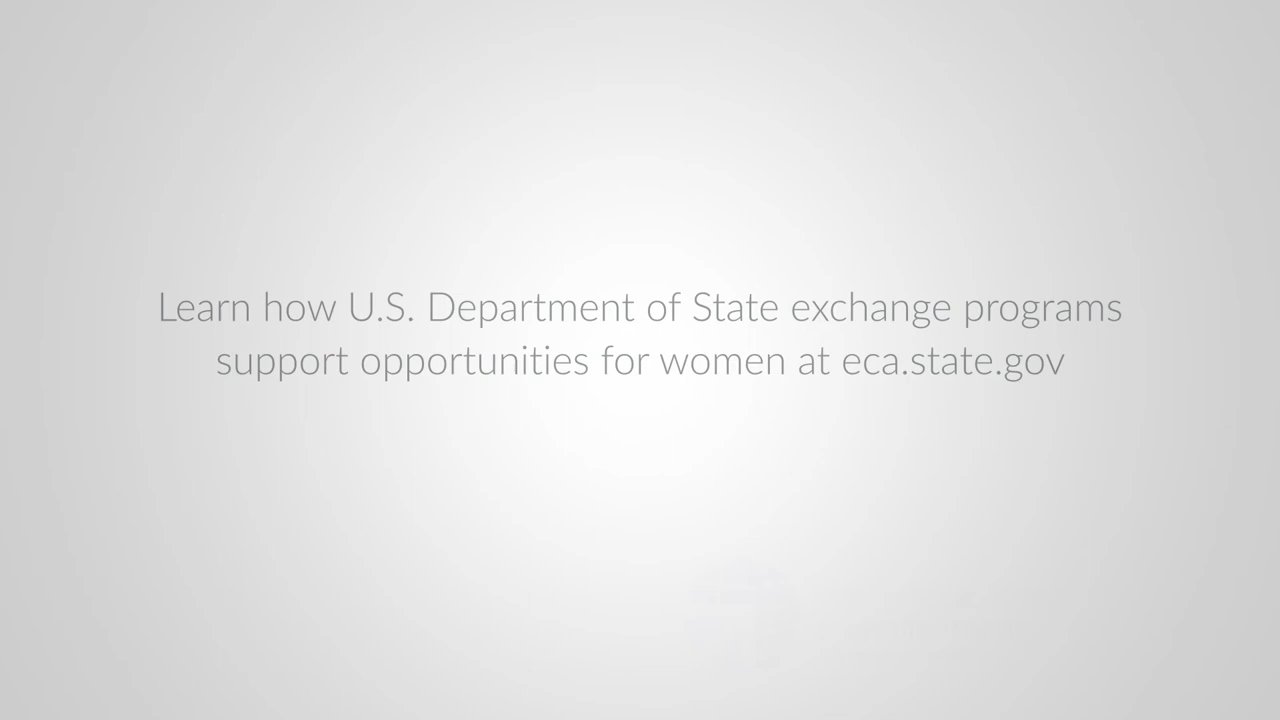 Learn how U.S. Department of State exchange programs
support opportunities for women at eca.state.gov